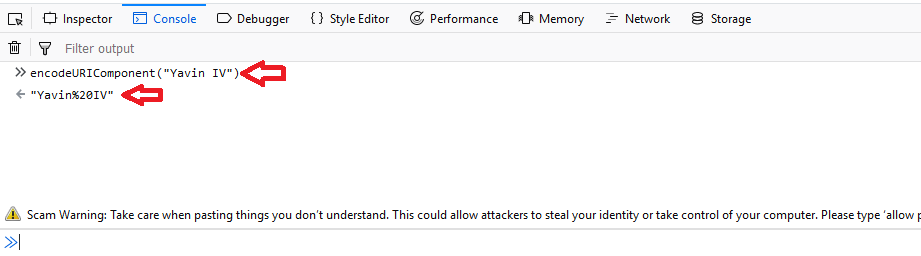 Inspector Console Debugger Style Editor Performance Memory Network Storage
Filter output
encodeURIComponent("Yavin IV")
"Yavin%20IV"
Scam Warning: Take care when pasting things you don't understand. This could allow attackers to steal your identity or take control of your computer. Please type 'allow p